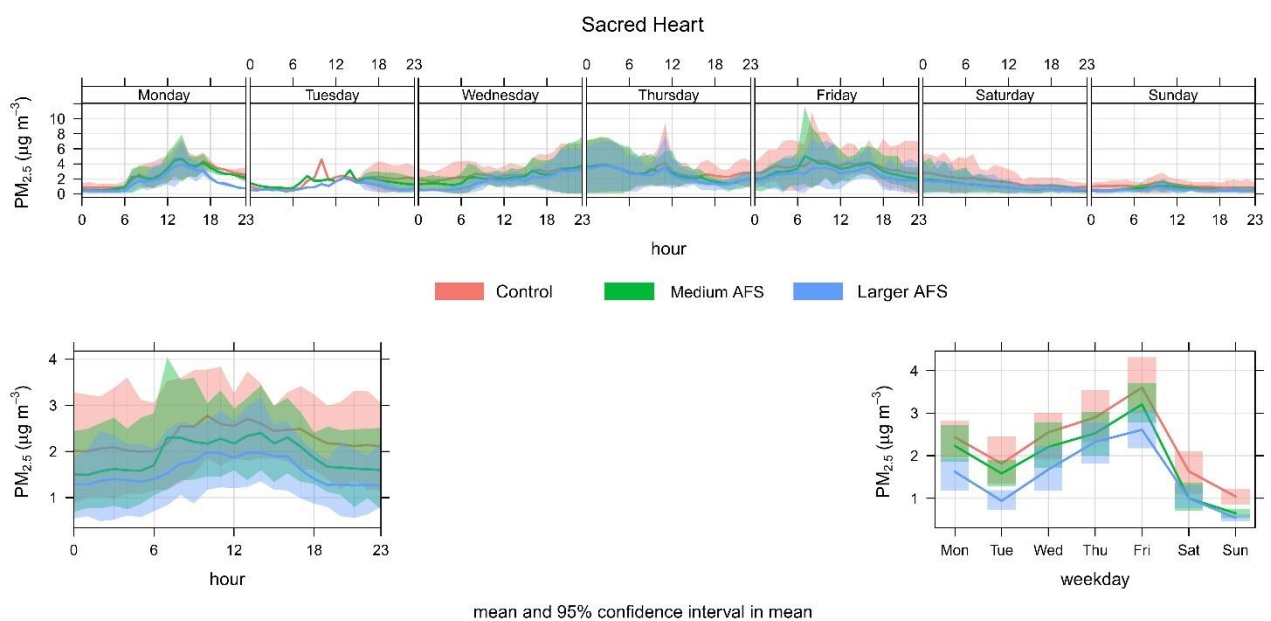 Sacred Heart
0 6 12 18 23 0 6 12 18 23 0 6 12 18 23
Monday Tuesday Wednesday Thursday Friday Saturday Sunday
PM2.5 (µg m−3)
10
8
6
4
2
0
0 6 12 18 23 0 6 12 18 23 0 6 12 18 23 0 6 12 18 23
hour
Control Medium AFS Larger AFS
PM2.5 (µg m−3)
4
3
2
1
0 6 12 18 23
hour
PM2.5 (µg m−3)
4
3
2
1
Mon Tue Wed Thu Fri Sat Sun
weekday
mean and 95% confidence interval in mean